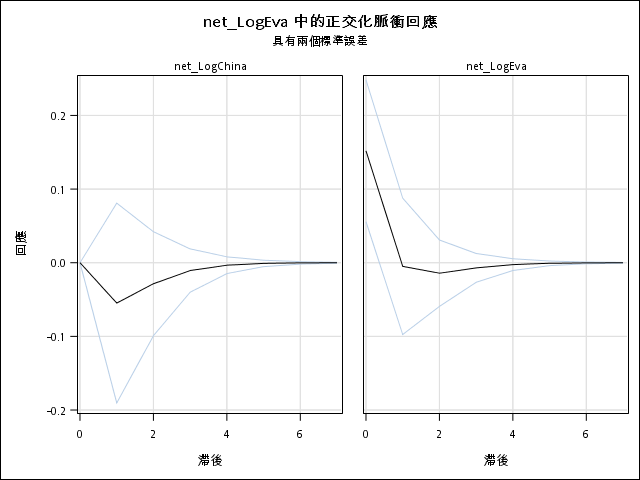 net_LogEva 中的正交化脈衝回應
具有兩個標準誤差
net_LogChina
net_LogEva
回應
0.2
0.1
0.0
-0.1
-0.2
0 2 4 6
0 2 4 6
滯後
滯後